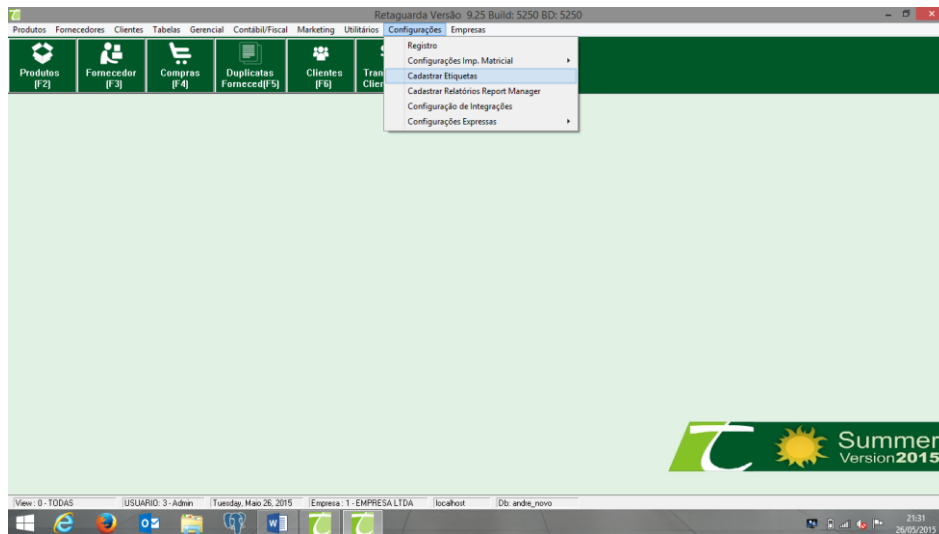 Retaguarda Versão 9.25 Build: 5250 BD: 5250
Produtos Fornecedores Clientes Tabelas Gerencial Contábil/Fiscal Marketing Utilitários Configurações Empresas
Produtos (F2)
Fornecedor (F3)
Compras (F4)
Duplicatas Forneced(F5)
Clientes (F6)
Registro
Configurações Imp. Matricial
Cadastrar Etiquetas
Cadastrar Relatórios Report Manager
Configuração de Integrações
Configurações Expressas
Summer
Version2015
View : 0 - TODAS USUARIO: 3 - Admin Tuesday, Maio 26, 2015 Empresa : 1 - EMPRESA LTDA localhost Db: andre_novo
21:31
26/05/2015